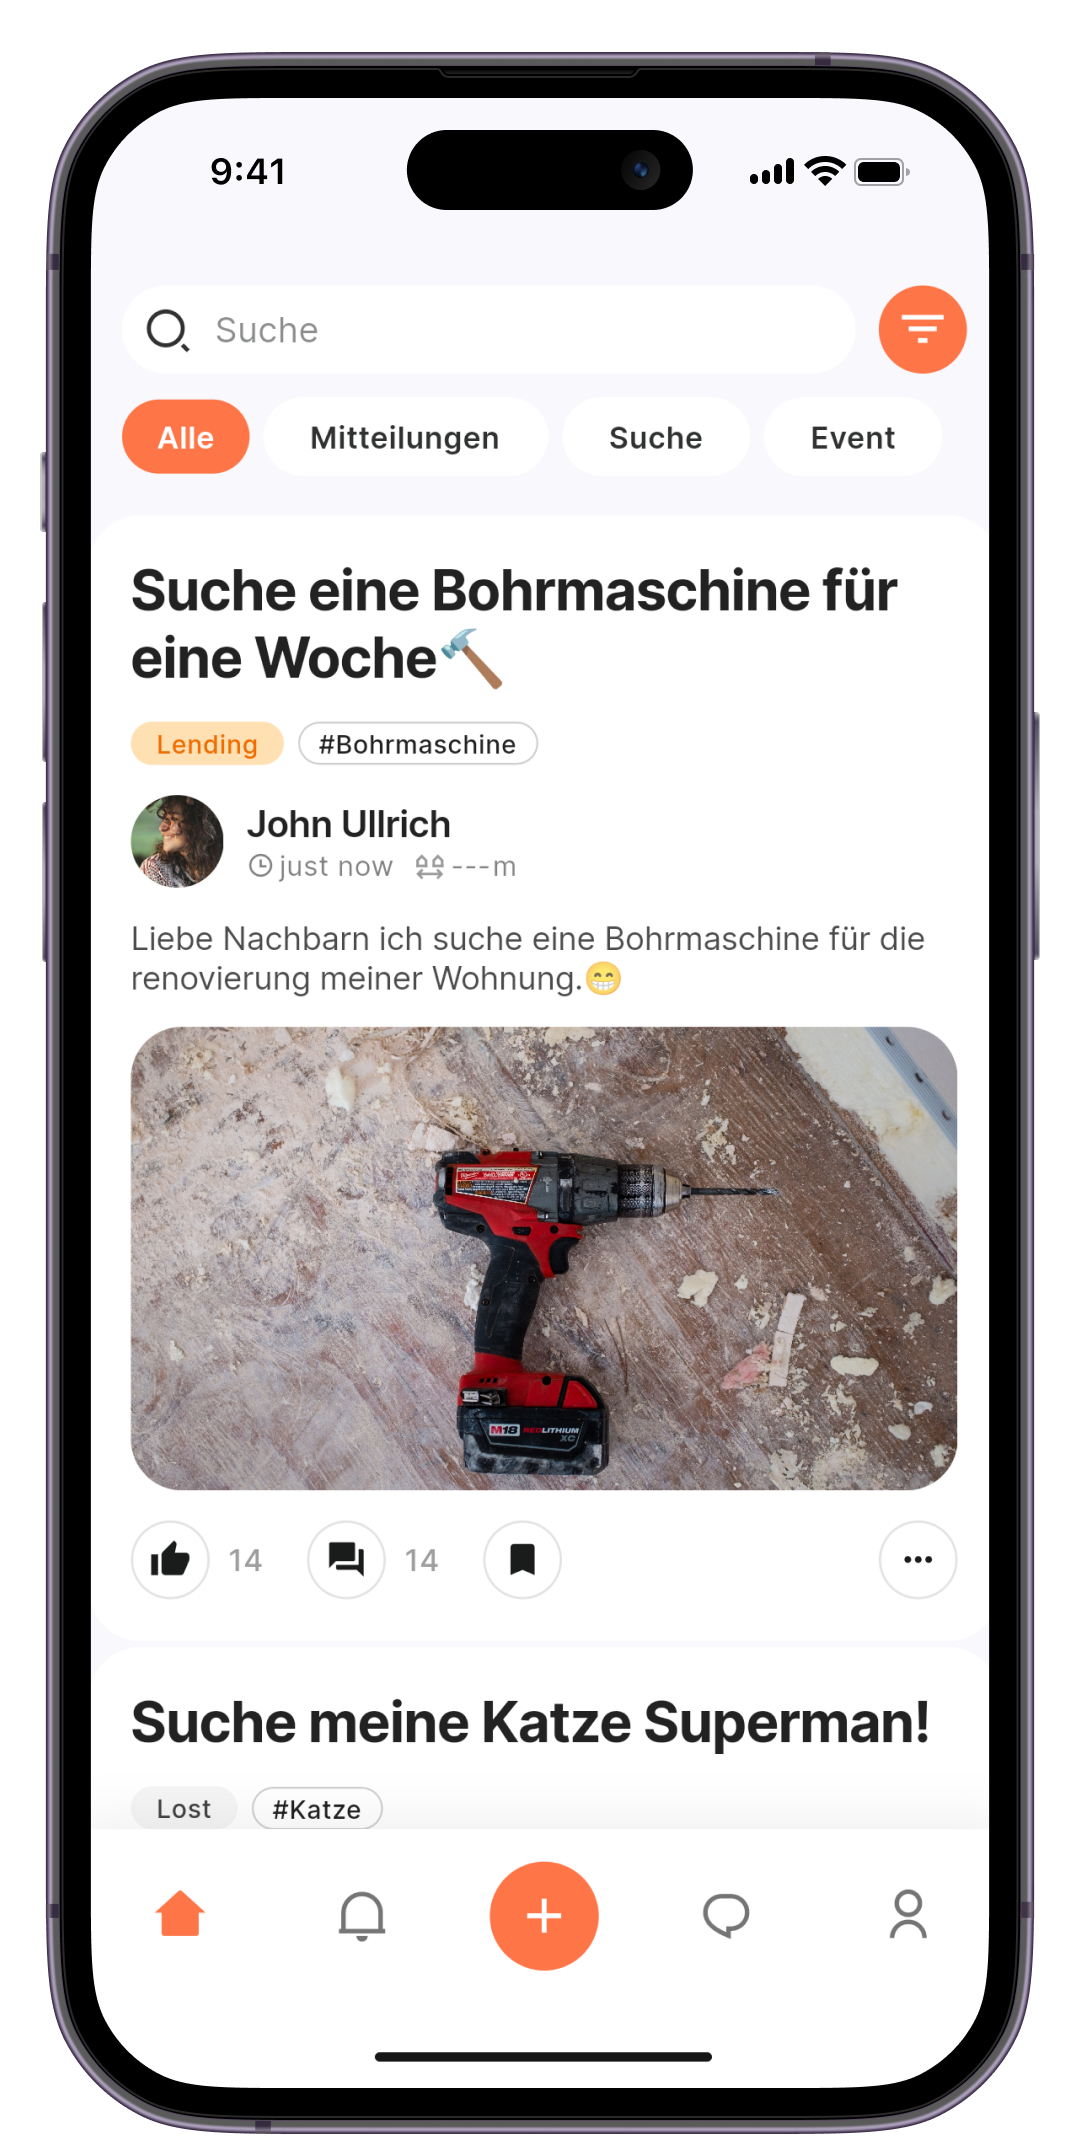 9:41
Suche
Alle Mitteilungen Suche Event
Suche eine Bohrmaschine für
eine Woche🔨
Lending #Bohrmaschine
John Ullrich
just now ---m
Liebe Nachbarn ich suche eine Bohrmaschine für die
renovierung meiner Wohnung.😁
M18 REDLITHIUM
XC
14 14
Suche meine Katze Superman!
Lost #Katze